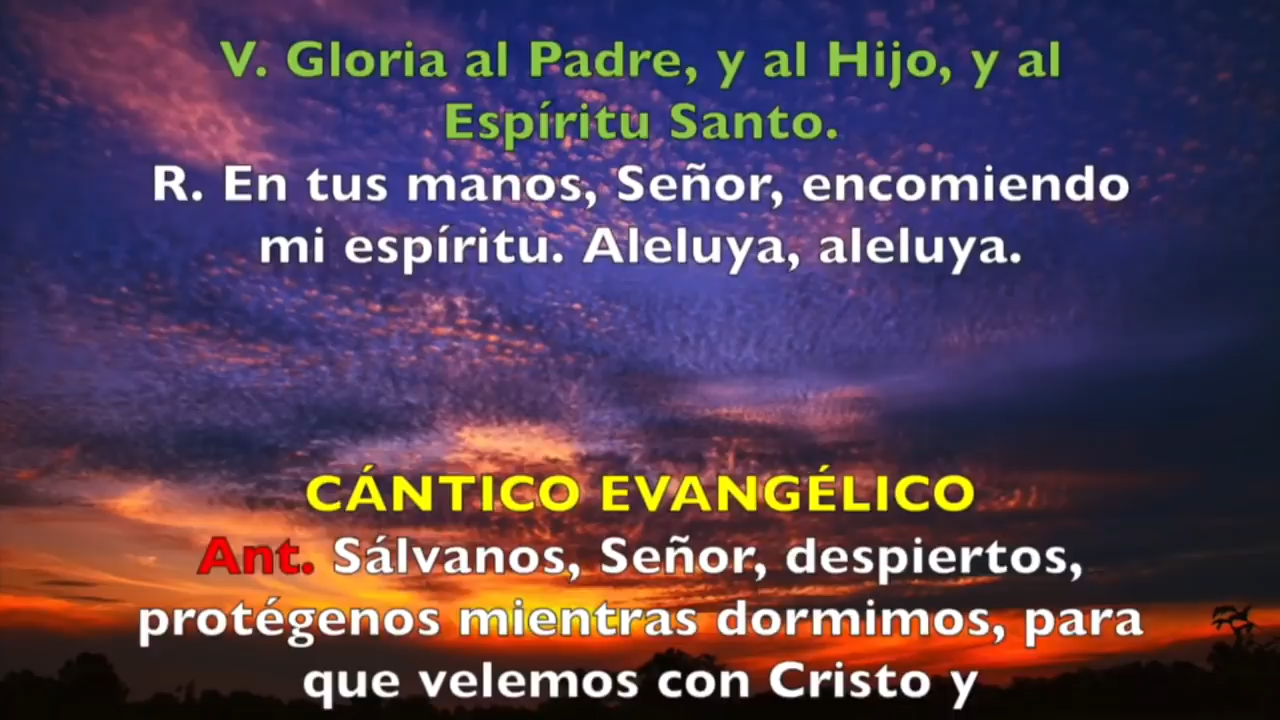 V. Gloria al Padre, y al Hijo, y al
Espíritu Santo.
R. En tus manos, Señor, encomiendo
mi espíritu. Aleluya, aleluya.
CÁNTICO EVANGÉLICO
Ant. Sálvanos, Señor, despiertos,
protégenos mientras dormimos, para
que velemos con Cristo y